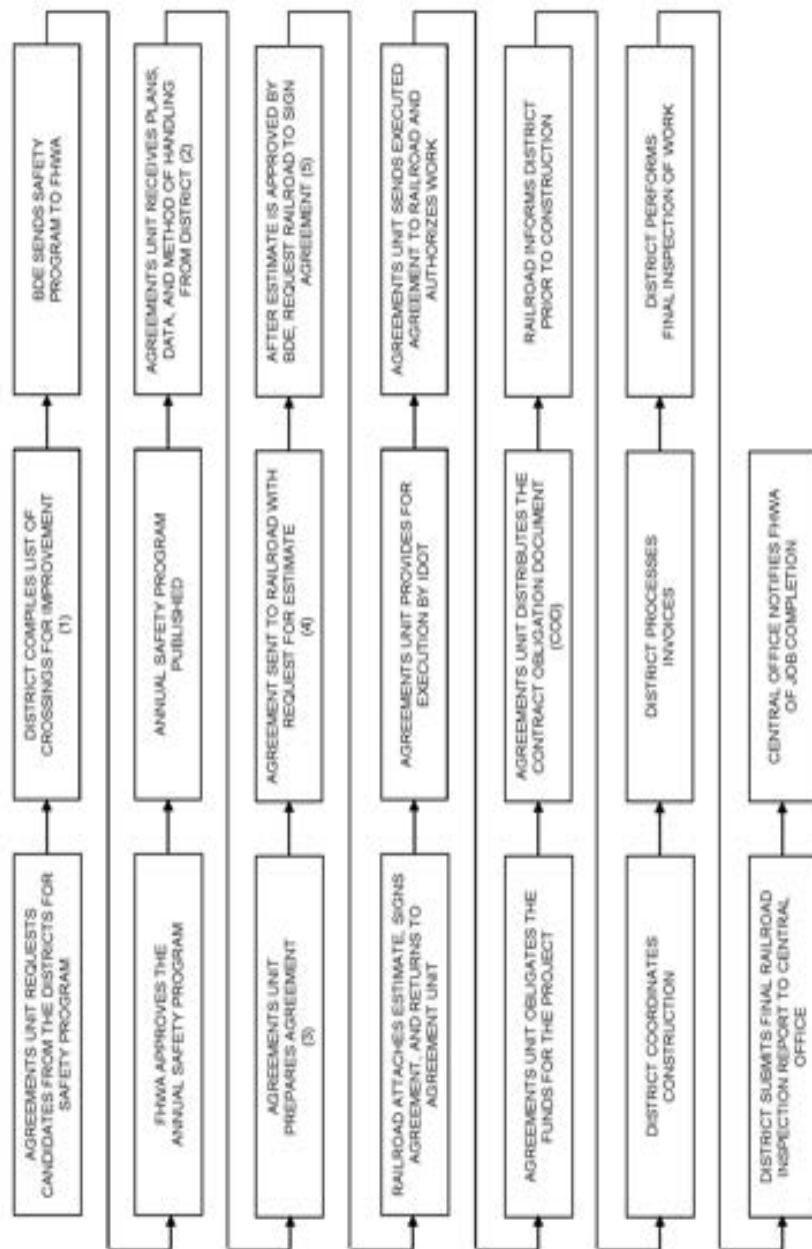 AGREEMENTS UNIT REQUESTS
CANDIDATES FROM THE DISTRICTS FOR
SAFETY PROGRAM
DISTRICT COMPILES LIST OF
CROSSINGS FOR IMPROVEMENT
(1)
BDE SENDS SAFETY
PROGRAM TO FHWA
FHWA APPROVES THE
ANNUAL SAFETY PROGRAM
ANNUAL SAFETY PROGRAM
PUBLISHED
AGREEMENTS UNIT RECEIVES PLANS,
DATA, AND METHOD OF HANDLING
FROM DISTRICT (2)
AGREEMENTS UNIT
PREPARES AGREEMENT
(3)
AGREEMENT SENT TO RAILROAD WITH
REQUEST FOR ESTIMATE
(4)
AFTER ESTIMATE IS APPROVED BY
BDE, REQUEST RAILROAD TO SIGN
AGREEMENT (5)
RAILROAD ATTACHES ESTIMATE, SIGNS
AGREEMENT, AND RETURNS TO
AGREEMENT UNIT
AGREEMENTS UNIT PROVIDES FOR
EXECUTION BY IDOT
AGREEMENTS UNIT SENDS EXECUTED
AGREEMENT TO RAILROAD AND
AUTHORIZES WORK
AGREEMENTS UNIT OBLIGATES THE
FUNDS FOR THE PROJECT
AGREEMENTS UNIT DISTRIBUTES THE
CONTRACT OBLIGATION DOCUMENT
(COD)
RAILROAD INFORMS DISTRICT
PRIOR TO CONSTRUCTION
DISTRICT COORDINATES
CONSTRUCTION
DISTRICT PROCESSES
INVOICES
DISTRICT PERFORMS
FINAL INSPECTION OF WORK
DISTRICT SUBMITS FINAL RAILROAD
INSPECTION REPORT TO CENTRAL
OFFICE
CENTRAL OFFICE NOTIFIES FHWA
OF JOB COMPLETION